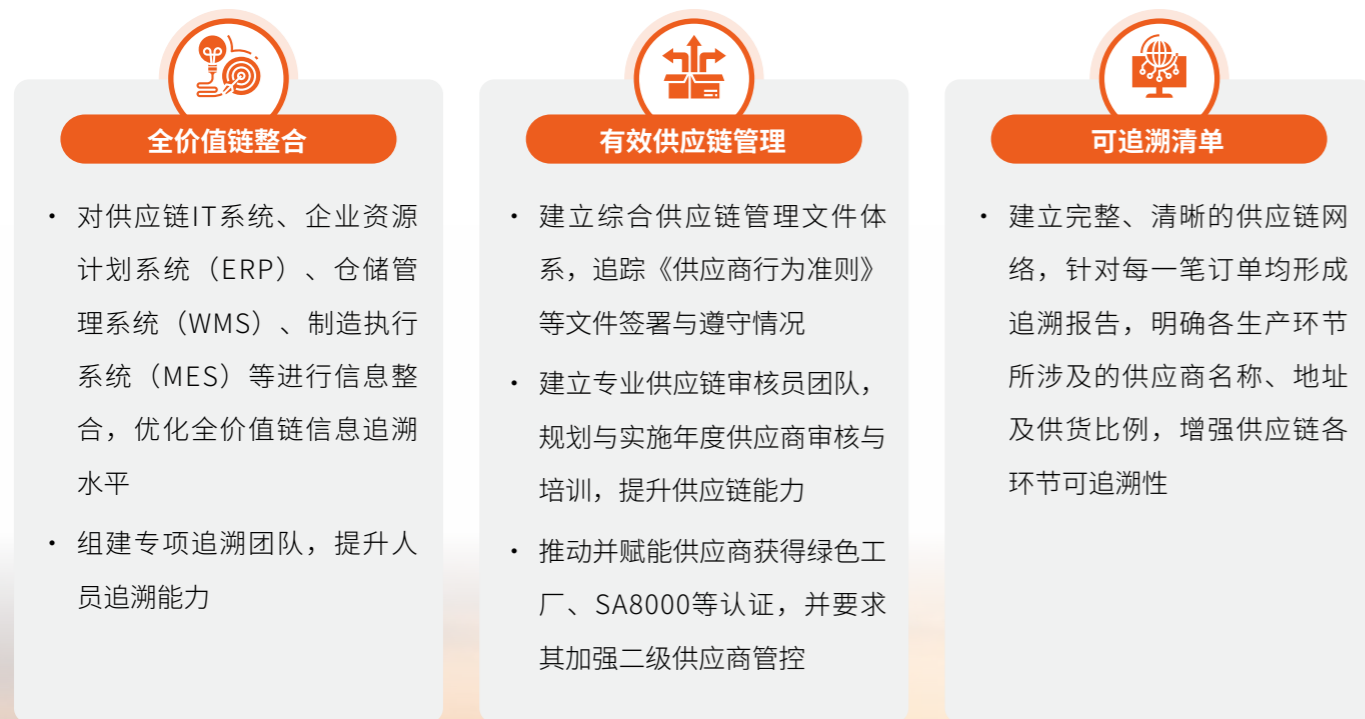 全价值链整合
· 对供应链IT系统、企业资源
计划系统（ERP）、仓储管
理系统（WMS）、制造执行
系统（MES）等进行信息整
合，优化全价值链信息追溯
水平
· 组建专项追溯团队，提升人
员追溯能力
有效供应链管理
· 建立综合供应链管理文件体
系，追踪《供应商行为准则》
等文件签署与遵守情况
· 建立专业供应链审核员团队，
规划与实施年度供应商审核与
培训，提升供应链能力
· 推动并赋能供应商获得绿色工
厂、SA8000等认证，并要求
其加强二级供应商管控
可追溯清单
· 建立完整、清晰的供应链网
络，针对每一笔订单均形成
追溯报告，明确各生产环节
所涉及的供应商名称、地址
及供货比例，增强供应链各
环节可追溯性